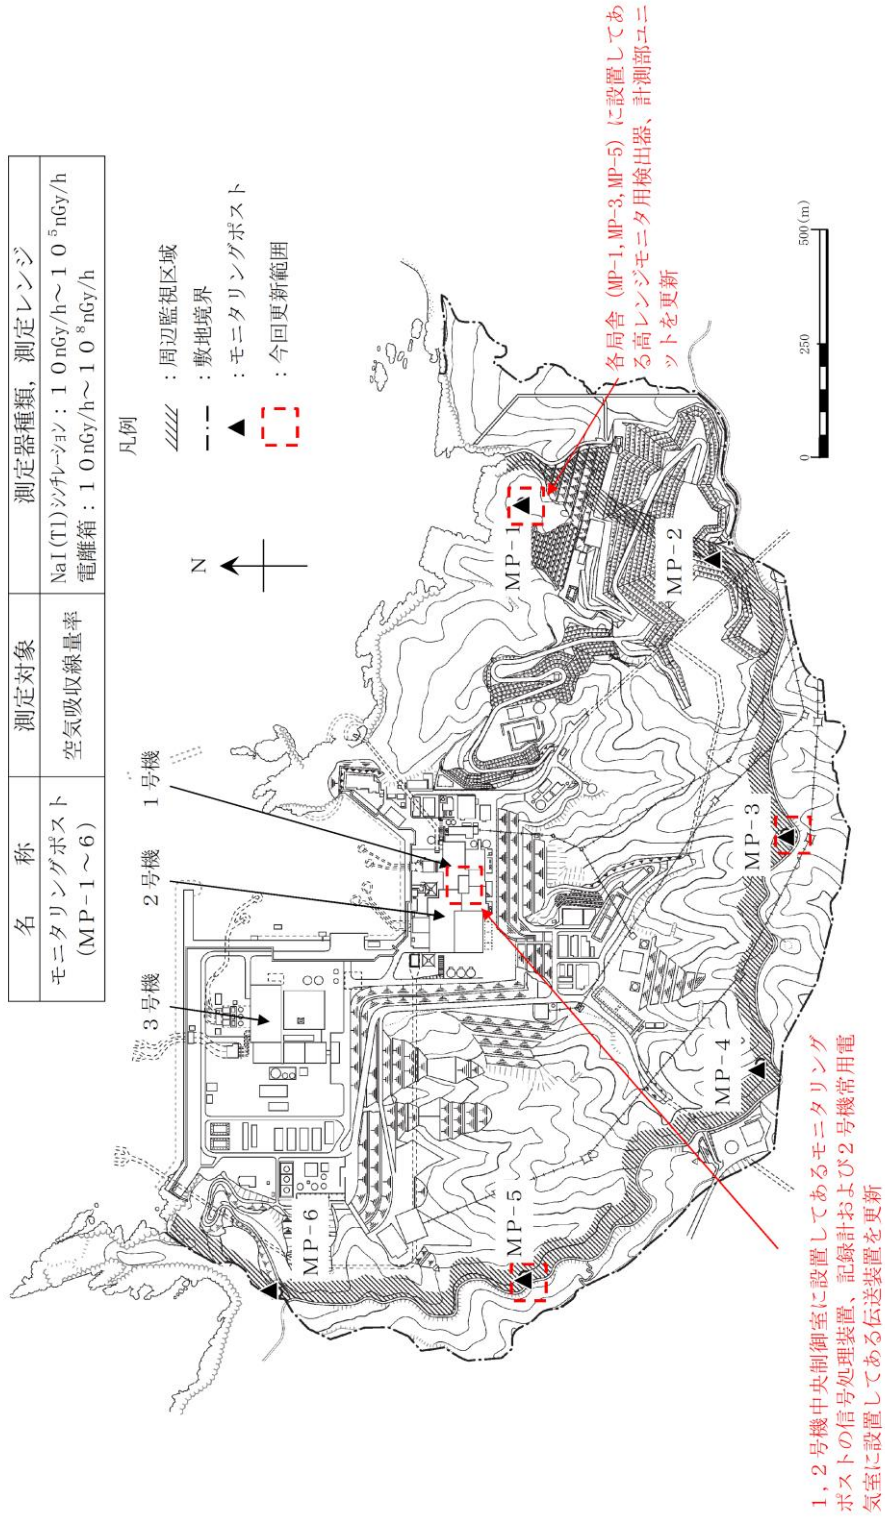 名　称　測定対象　測定器種類，測定レンジ
モニタリングポスト
(MP-1～6)
空気吸収線量率
NaI(Tl)シンチレーション：１０nGy/h～１０⁵nGy/h
電離箱：１０nGy/h～１０⁸nGy/h
凡例
：周辺監視区域
：敷地境界
：モニタリングポスト
：今回更新範囲
N
３号機
２号機
１号機
MP-1
MP-2
MP-3
MP-4
MP-5
MP-6
各局舎（MP-1,MP-3,MP-5）に設置してあ
る高レンジモニタ用検出器、計測部ユニ
ットを更新
0　250　500(m)
1,２号機中央制御室に設置してあるモニタリング
ポストの信号処理装置、記録計および２号機常用電
気室に設置してある伝送装置を更新